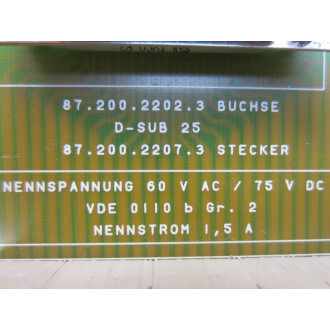 87.200.2202.3 BUCHSE
D-SUB 25
87.200.2207.3 STECKER
NENNSPANNUNG 60 V AC / 75 V DC
VDE 0110 b Gr. 2
NENNSTROM 1,5 A